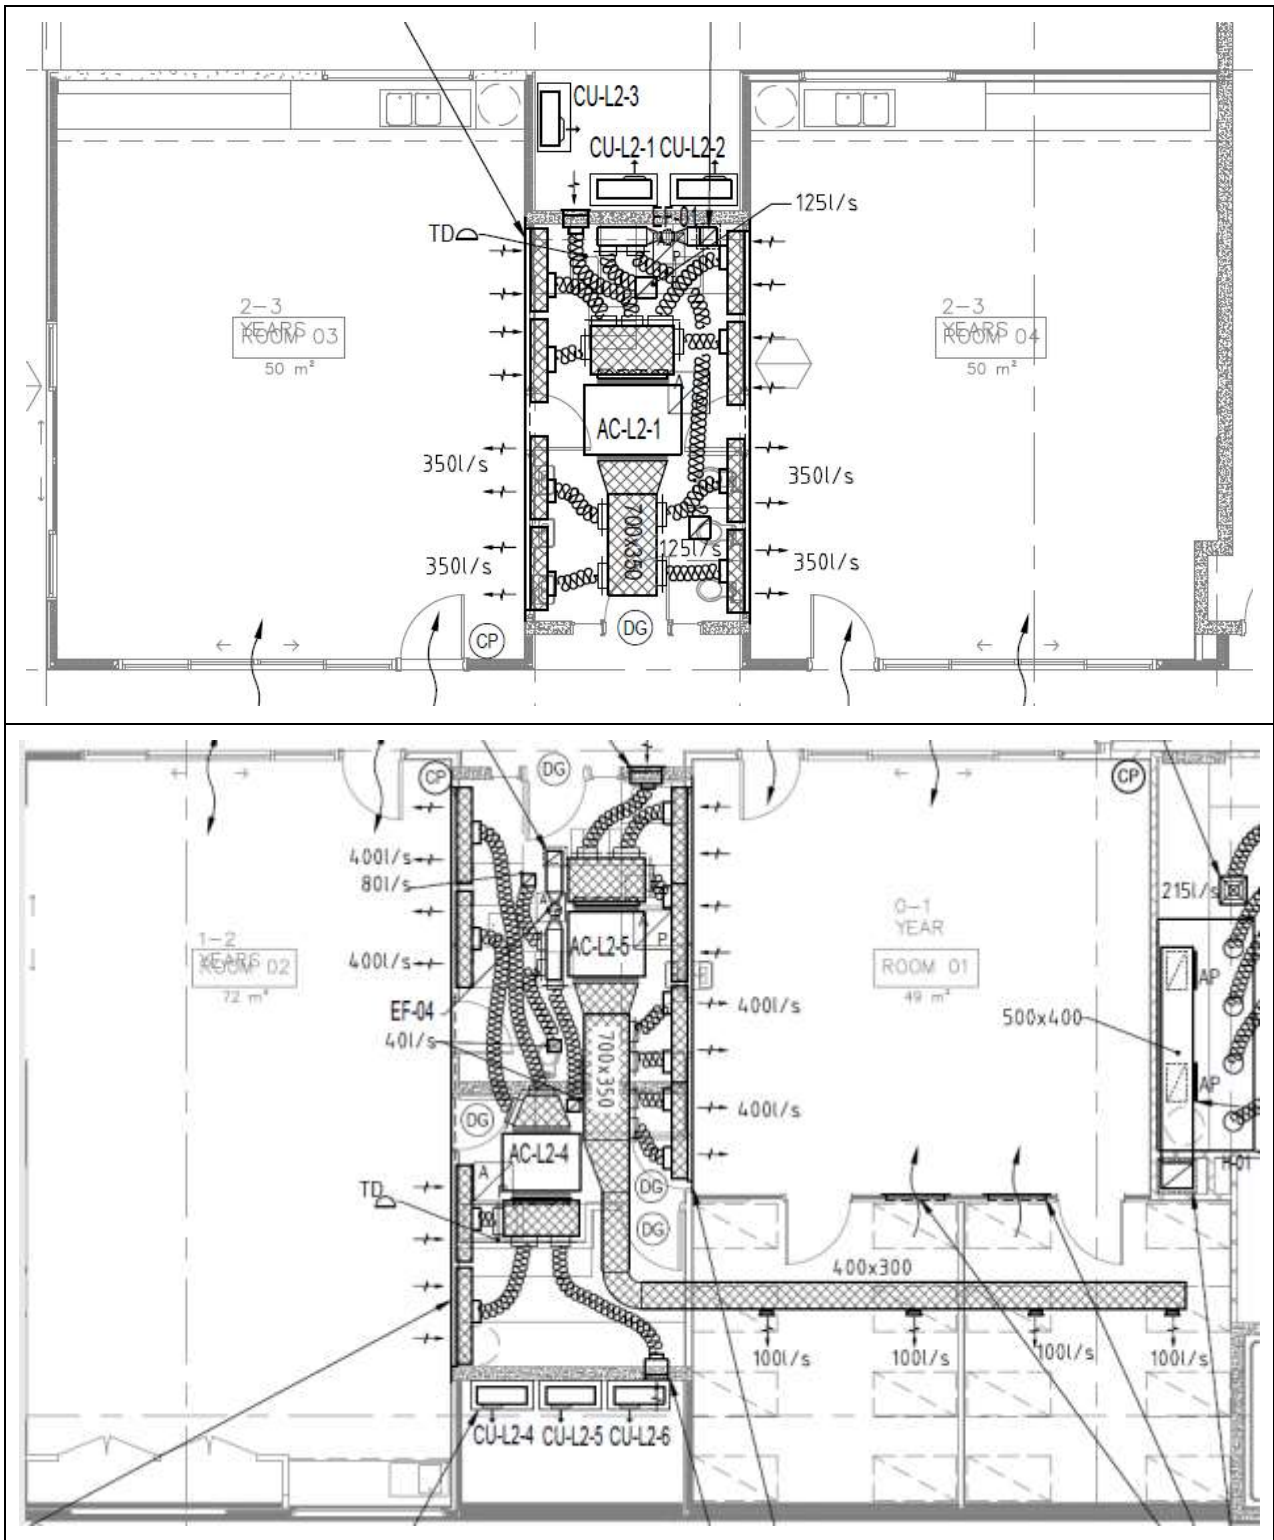 CU-L2-3
CU-L2-1 CU-L2-2
EF-01
125l/s
TD
P
2-3
YEARS
ROOM 03
50 m²
2-3
YEARS
ROOM 04
50 m²
A
AC-L2-1
350l/s
350l/s
700x350
125l/s
350l/s
350l/s
DG
CP
CP
DG
CP
400l/s
80l/s
A
215l/s
1-2
YEARS
ROOM 02
72 m²
400l/s
AC-L2-5
A
P
0-1
YEAR
ROOM 01
49 m²
AP
EF-04
40l/s
400l/s
500x400
700x350
AP
400l/s
DG
AC-L2-4
A
TD
DG
DG
H-01
400x300
100l/s
100l/s
100l/s
100l/s
CU-L2-4 CU-L2-5 CU-L2-6